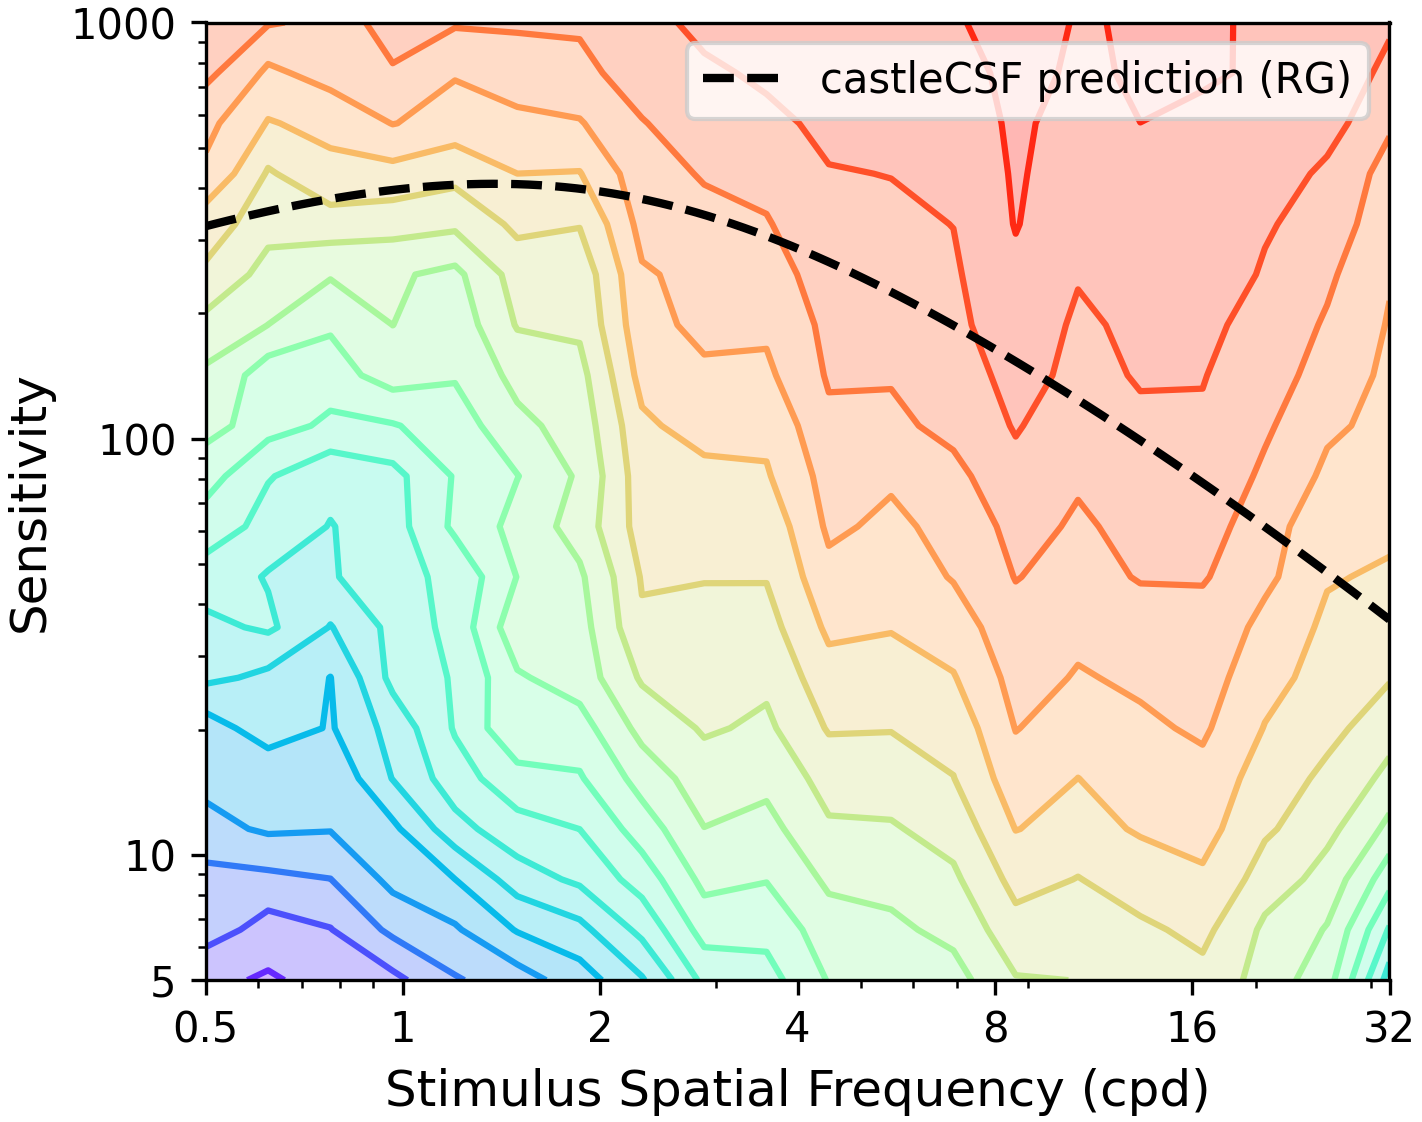 1000
castleCSF prediction (RG)
Sensitivity
100
10
5
0.5 1 2 4 8 16 32
Stimulus Spatial Frequency (cpd)